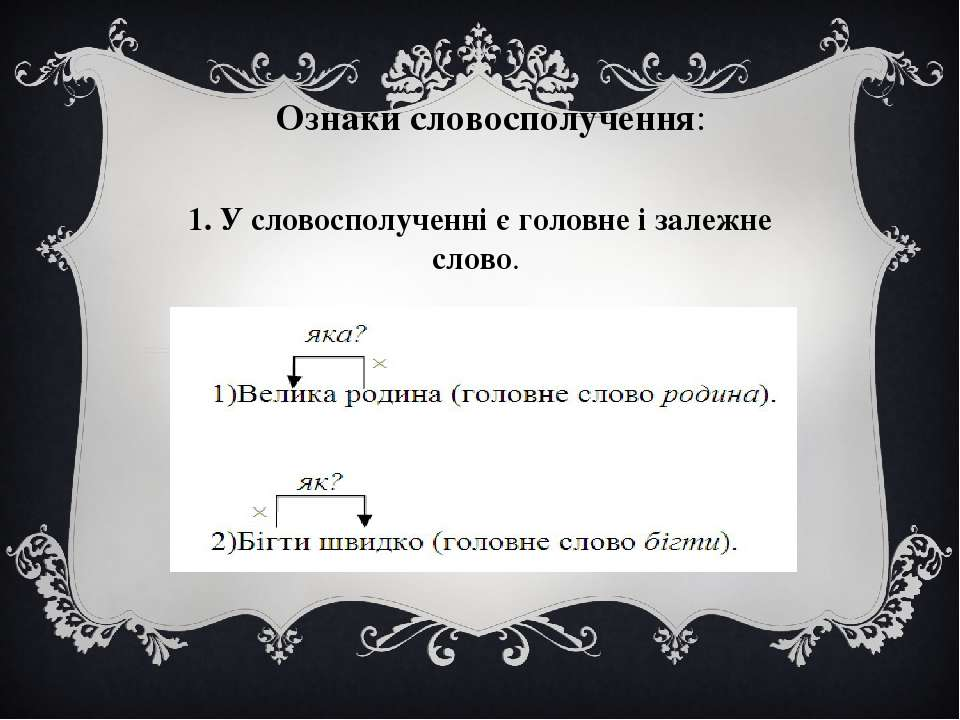 Ознаки словосполучення:
1. У словосполученні є головне і залежне
слово.
яка?
×
1)Велика родина (головне слово родина).
як?
×
2)Бігти швидко (головне слово бігти).